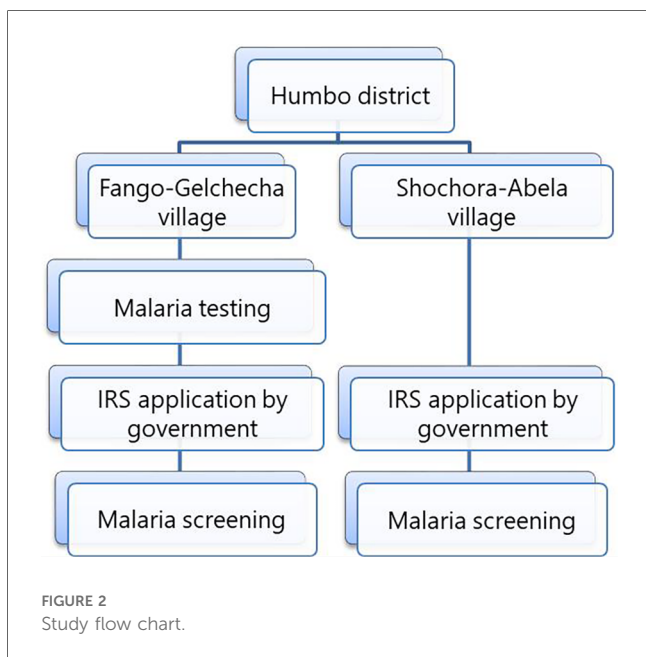 Humbo district
Fango-Gelchecha
village
Shochora-Abela
village
Malaria testing
IRS application by
government
IRS application by
government
Malaria screening
Malaria screening
FIGURE 2
Study flow chart.